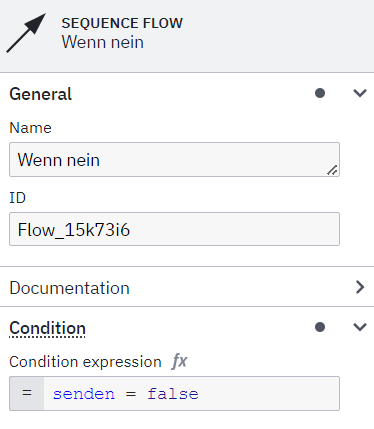 SEQUENCE FLOW
Wenn nein
General
Name
Wenn nein
ID
Flow_15k73i6
Documentation
Condition
Condition expression fx
= senden = false